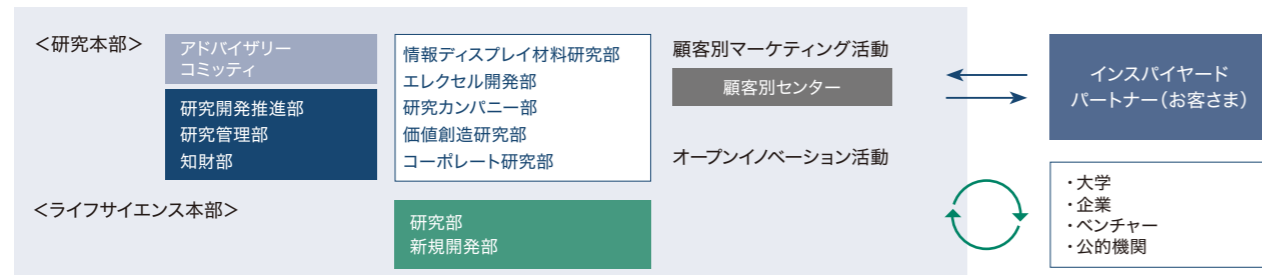 ＜研究本部＞
アドバイザリー
コミッティ
研究開発推進部
研究管理部
知財部
情報ディスプレイ材料研究部
エレクセル開発部
研究カンパニー部
価値創造研究部
コーポレート研究部
顧客別マーケティング活動
顧客別センター
オープンイノベーション活動
インスパイヤード
パートナー（お客さま）
＜ライフサイエンス本部＞
研究部
新規開発部
・大学
・企業
・ベンチャー
・公的機関